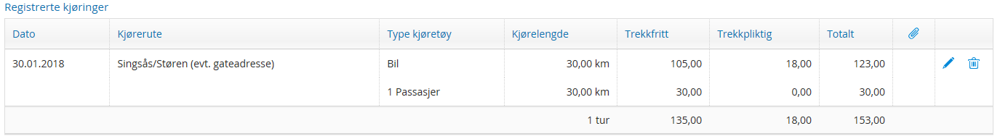 Registrerte kjøringer
Dato Kjørerute Type kjøretøy Kjørelengde Trekkfritt Trekkpliktig Totalt
30.01.2018 Singsås/Støren (evt. gateadresse) Bil 30,00 km 105,00 18,00 123,00
1 Passasjer 30,00 km 30,00 0,00 30,00
1 tur 135,00 18,00 153,00